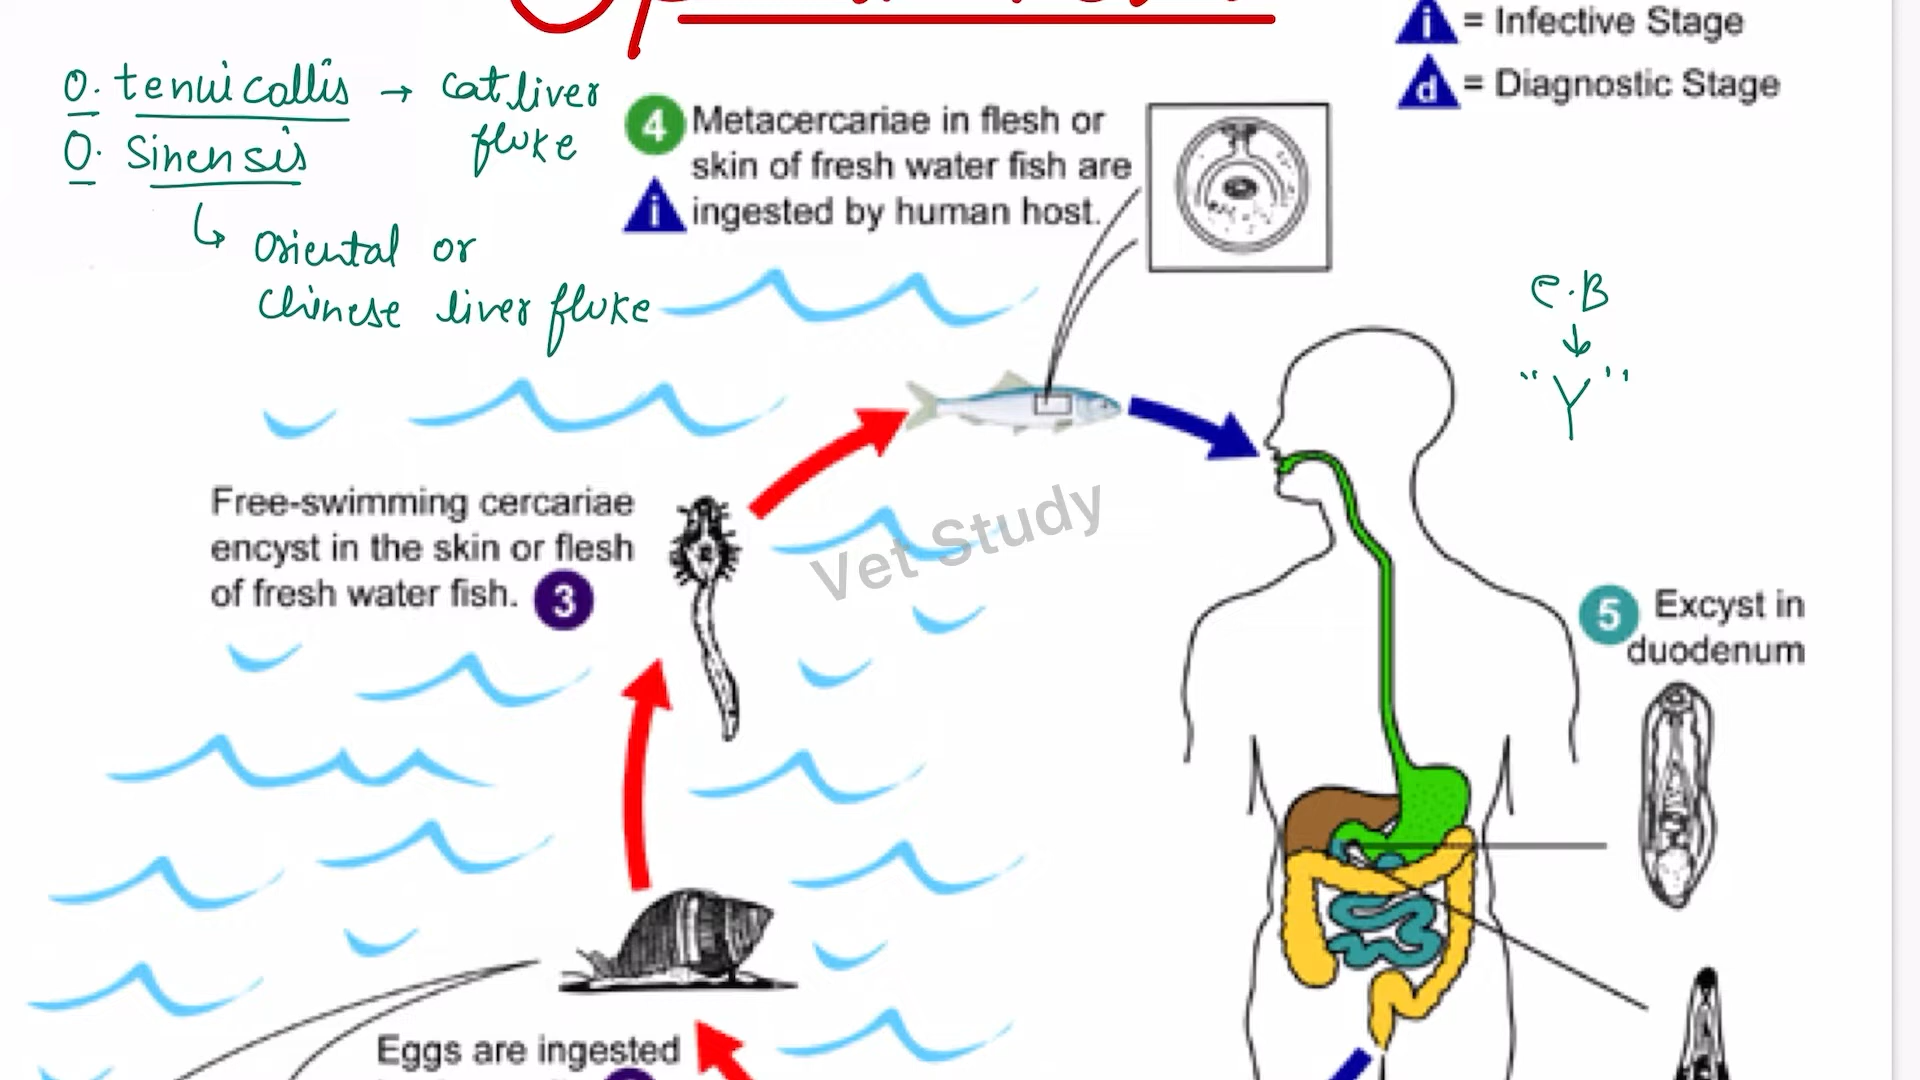 i = Infective Stage
d = Diagnostic Stage
O. tenuicollis → Cat liver
fluke
O. Sinensis
↳ Oriental or
Chinese liver fluke
4 Metacercariae in flesh or
skin of fresh water fish are
i ingested by human host.
C.B
↓
"Y"
Free-swimming cercariae
encyst in the skin or flesh
of fresh water fish. 3
Vet Study
5 Excyst in
duodenum
Eggs are ingested